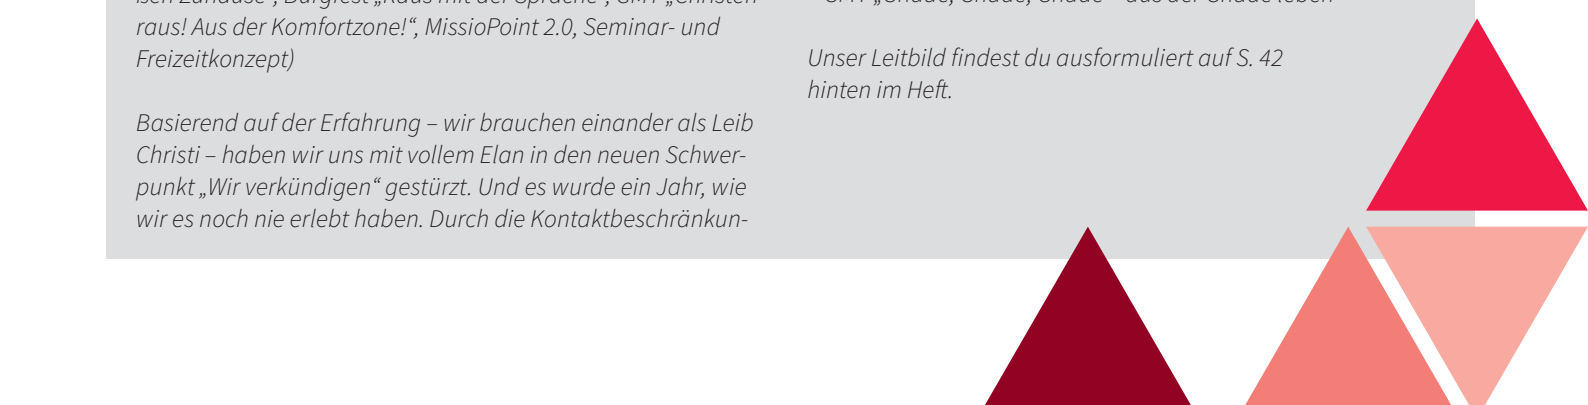 raus! Aus der Komfortzone!“, MissioPoint 2.0, Seminar- und
Freizeitkonzept)
Basierend auf der Erfahrung – wir brauchen einander als Leib
Christi – haben wir uns mit vollem Elan in den neuen Schwer-
punkt „Wir verkündigen“ gestürzt. Und es wurde ein Jahr, wie
wir es noch nie erlebt haben. Durch die Kontaktbeschränkun-
Unser Leitbild findest du ausformuliert auf S. 42
hinten im Heft.